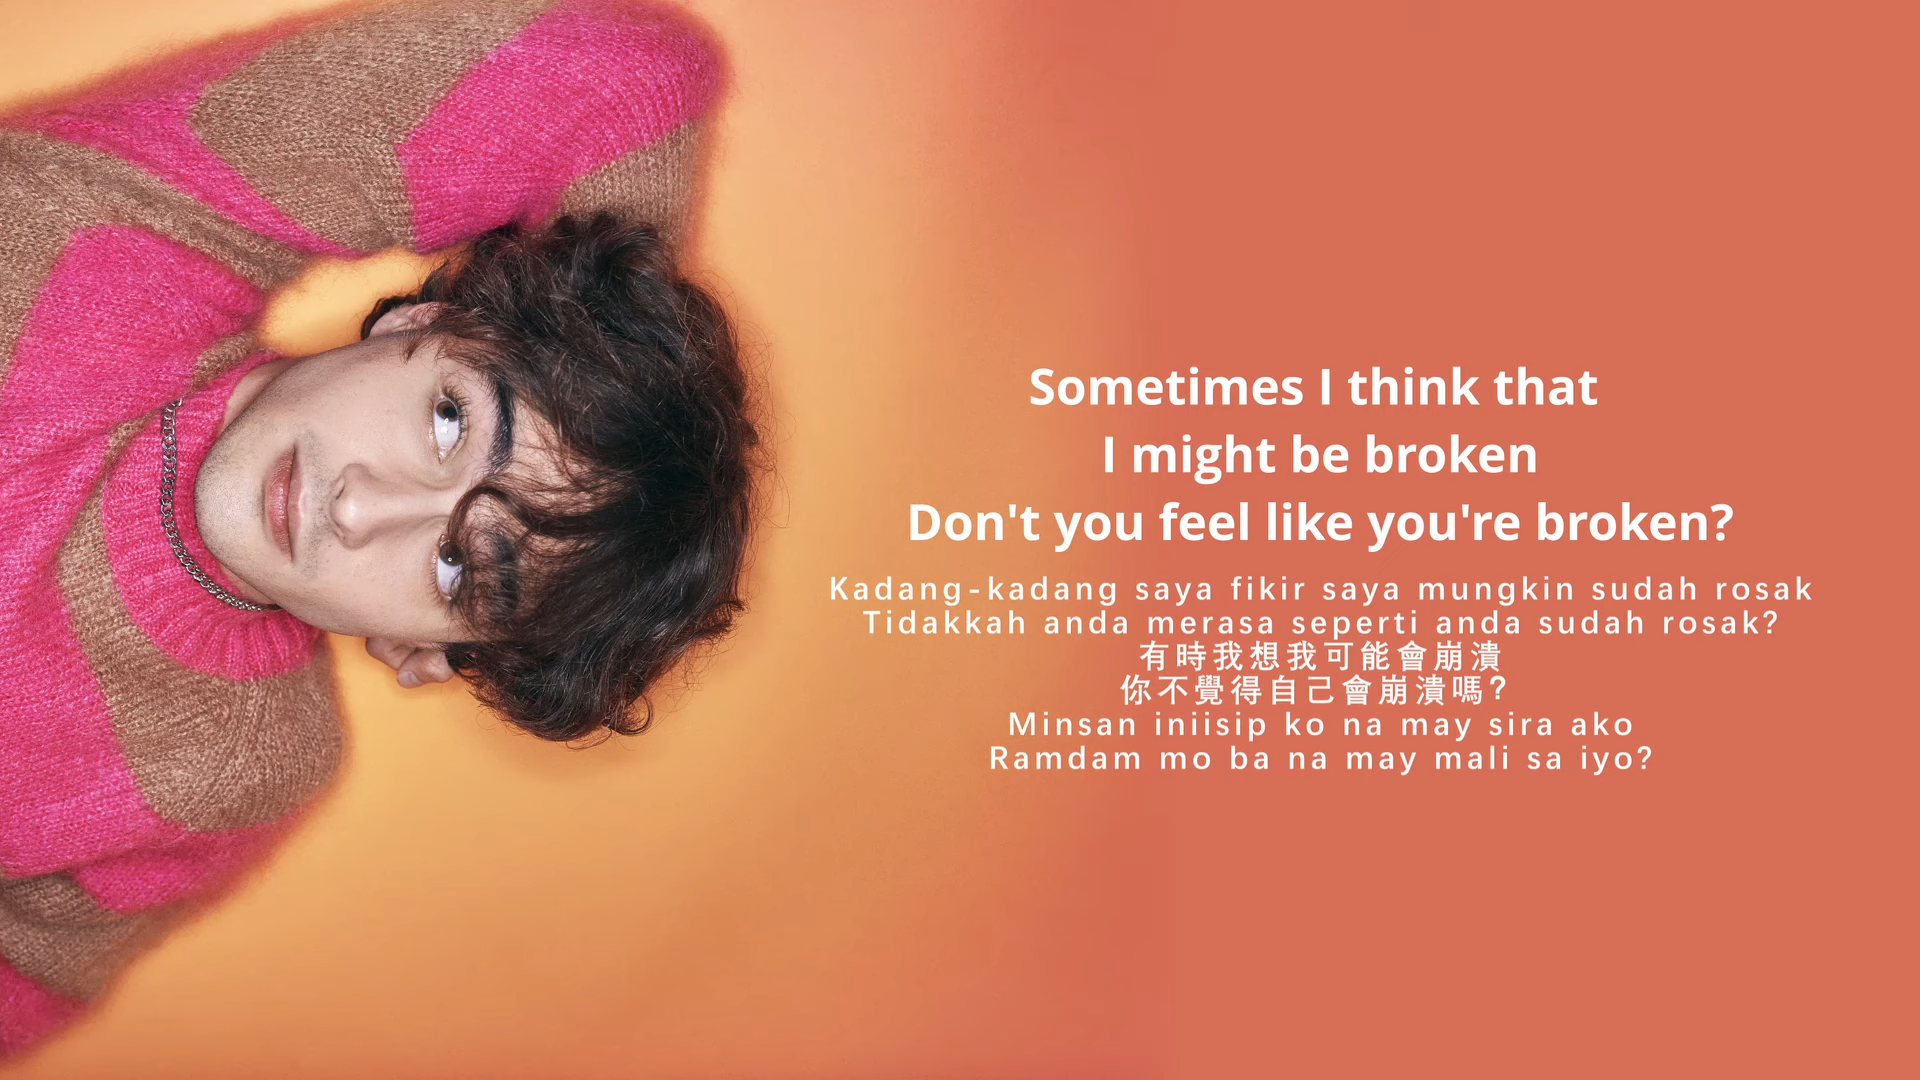 Sometimes I think that
I might be broken
Don't you feel like you're broken?
Kadang-kadang saya fikir saya mungkin sudah rosak
Tidakkah anda merasa seperti anda sudah rosak?
有時我想我可能會崩潰
你不覺得自己會崩潰嗎?
Minsan iniisip ko na may sira ako
Ramdam mo ba na may mali sa iyo?